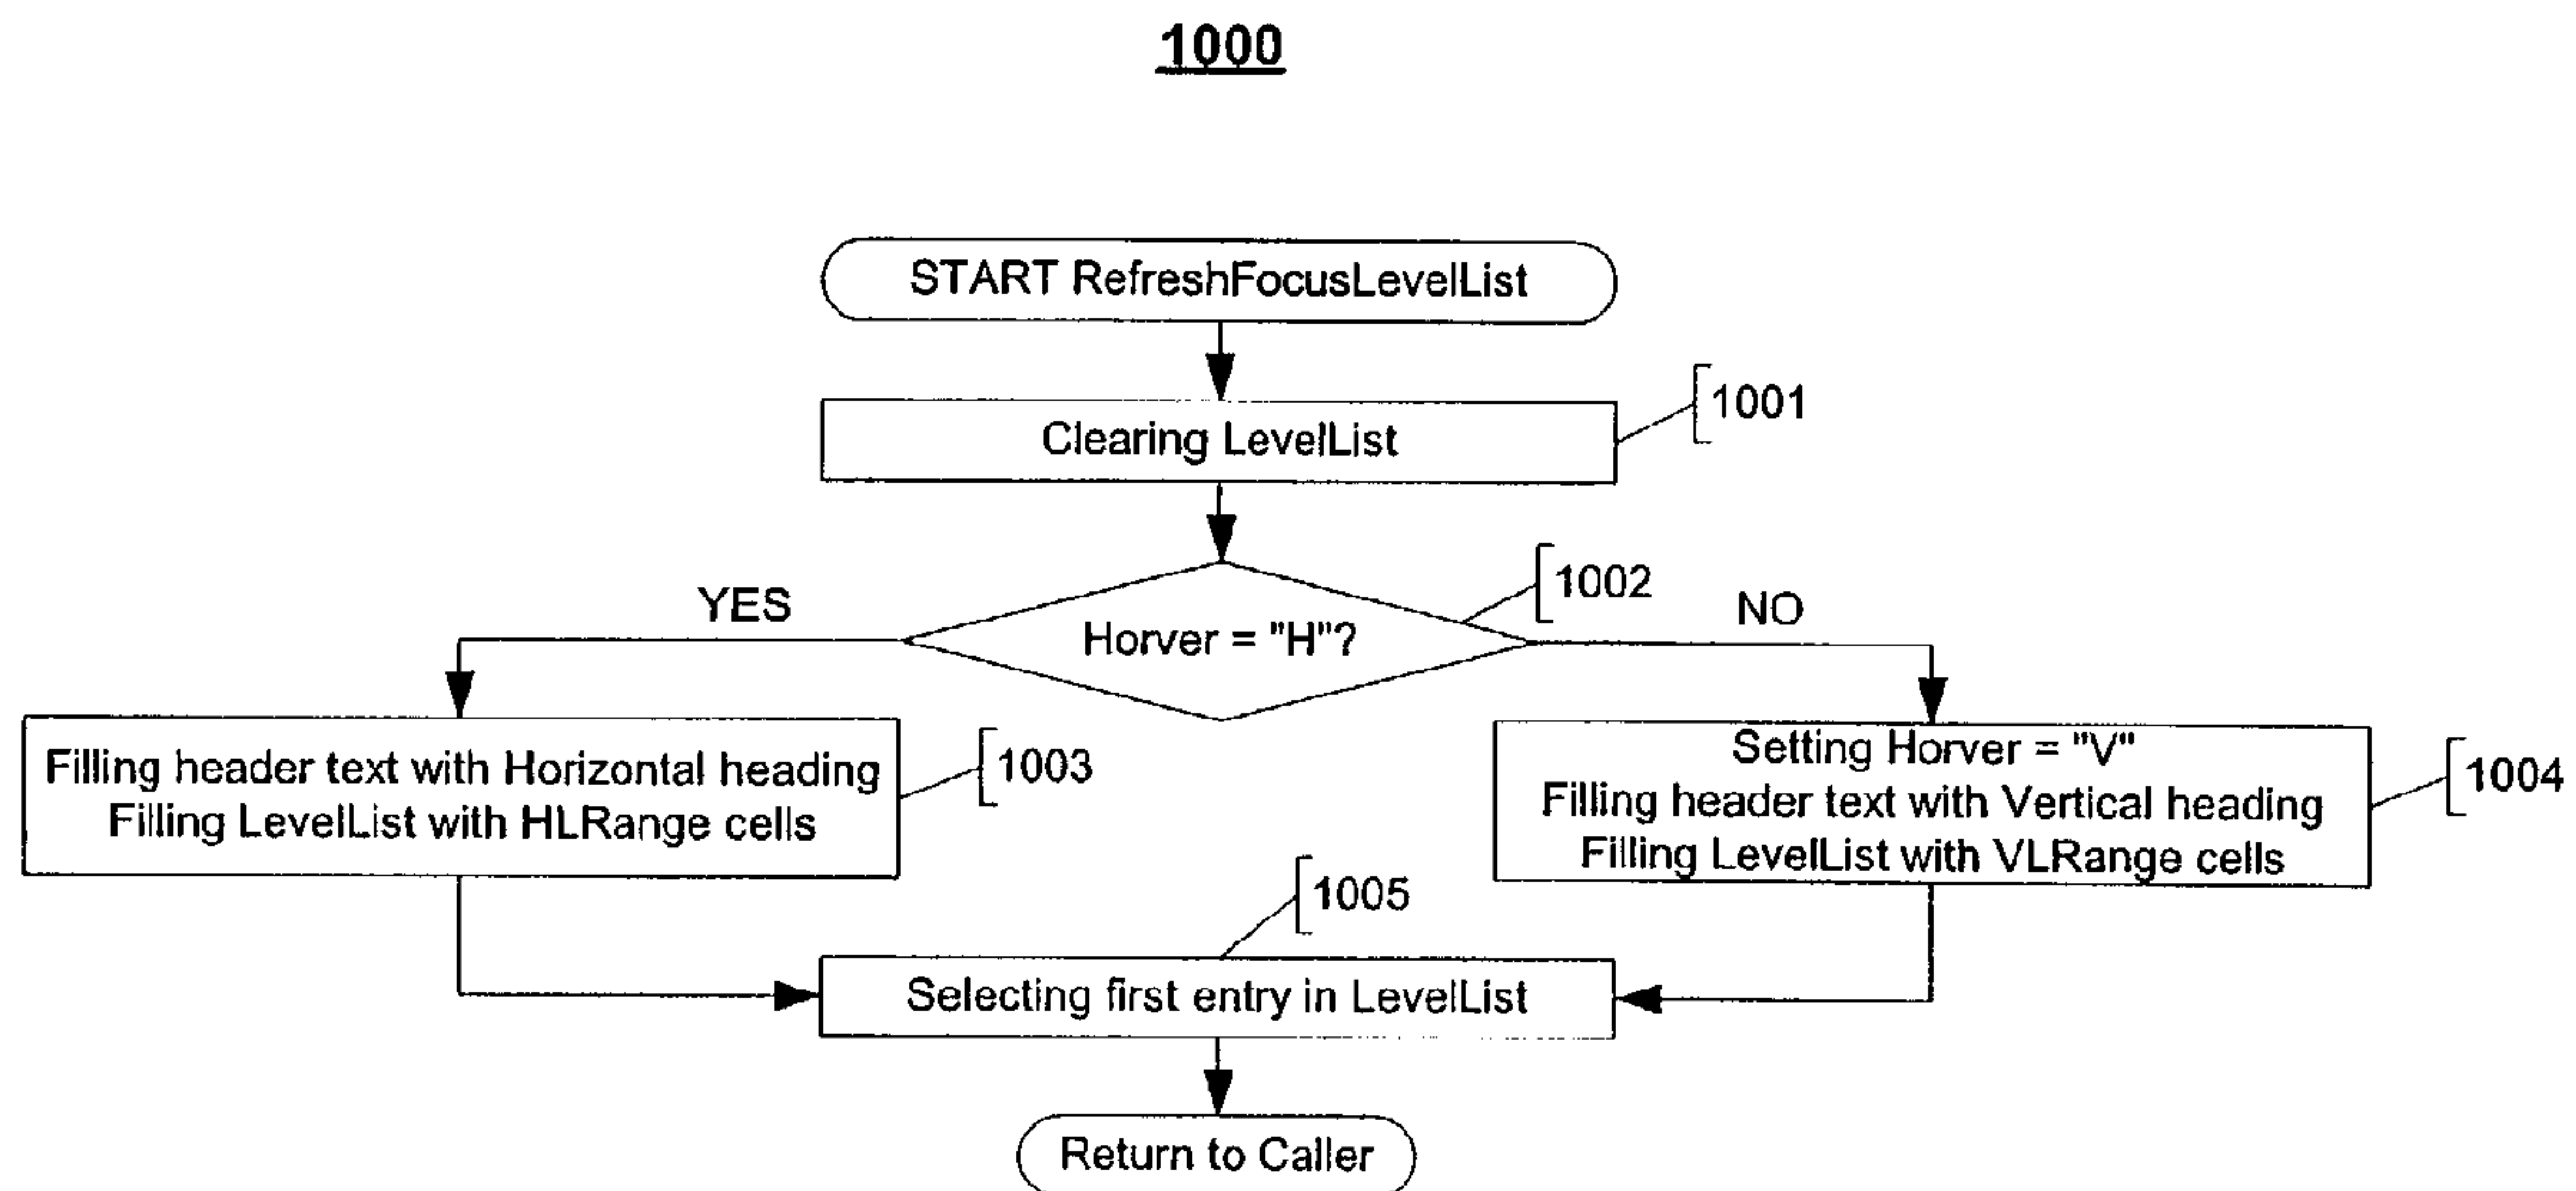 1000
START RefreshFocusLevelList
1001
Clearing LevelList
1002
YES
NO
Horver = "H"?
Filling header text with Horizontal heading
Filling LevelList with HLRange cells
1003
Setting Horver = "V"
Filling header text with Vertical heading
Filling LevelList with VLRange cells
1004
1005
Selecting first entry in LevelList
Return to Caller